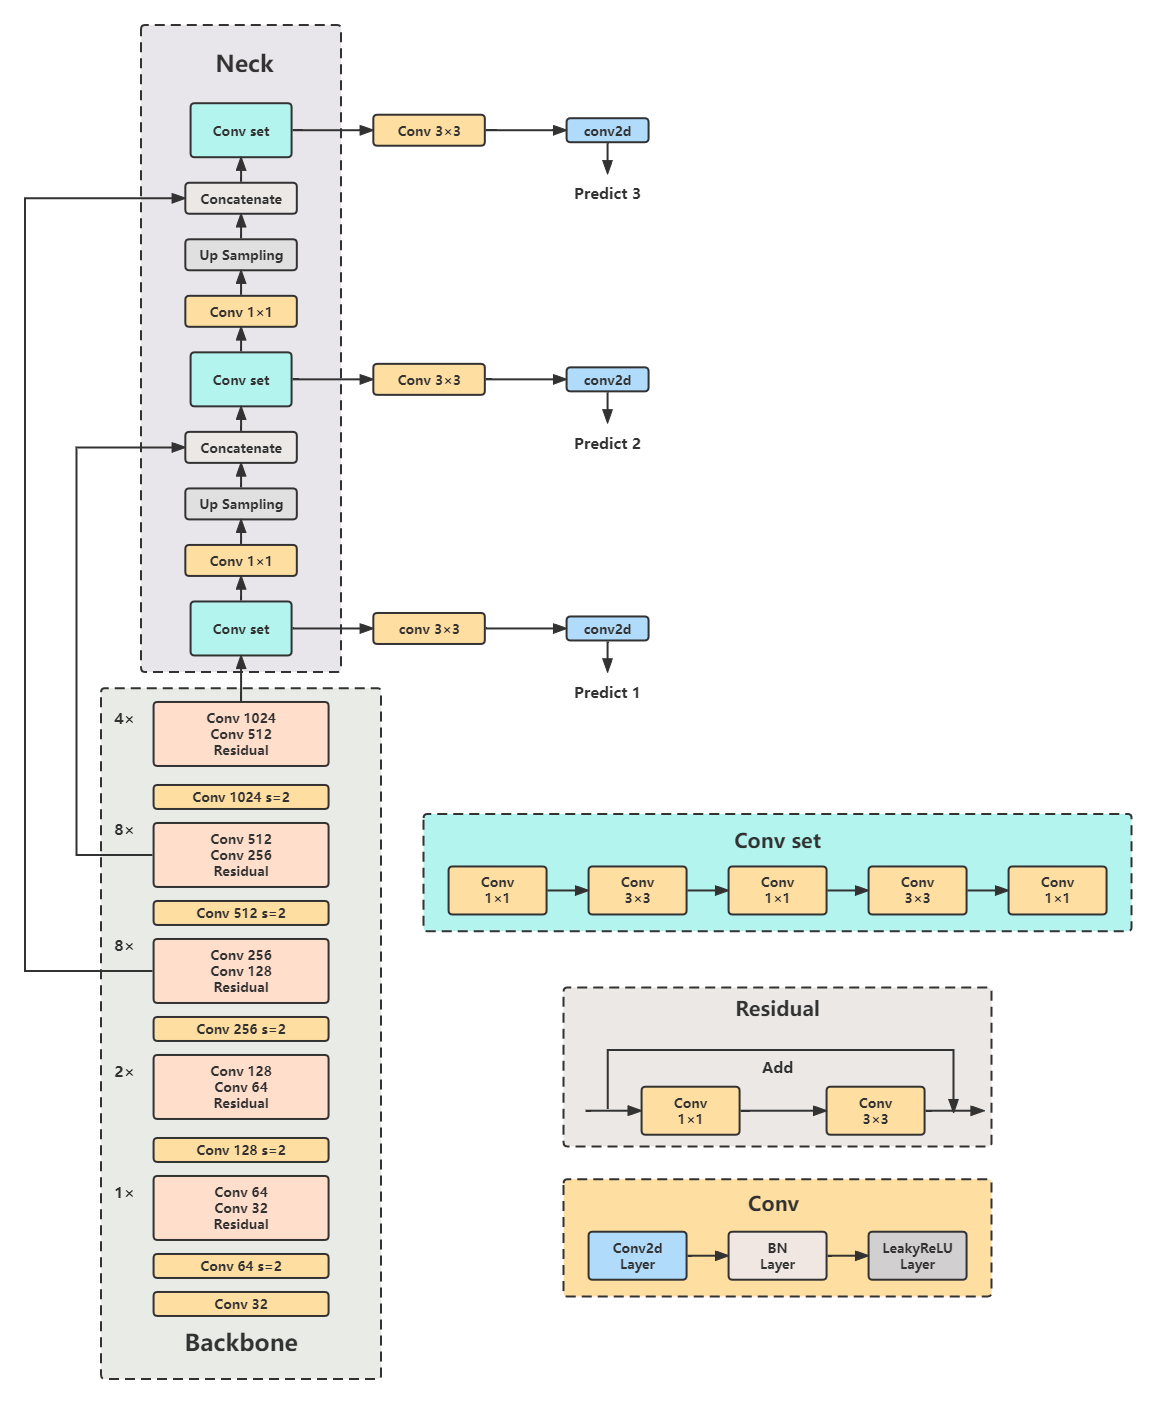 Neck
Conv set
Conv 3×3
conv2d
Predict 3
Concatenate
Up Sampling
Conv 1×1
Conv set
Conv 3×3
conv2d
Predict 2
Concatenate
Up Sampling
Conv 1×1
Conv set
conv 3×3
conv2d
Predict 1
4×
Conv 1024
Conv 512
Residual
Conv 1024 s=2
8×
Conv 512
Conv 256
Residual
Conv 512 s=2
8×
Conv 256
Conv 128
Residual
Conv 256 s=2
2×
Conv 128
Conv 64
Residual
Conv 128 s=2
1×
Conv 64
Conv 32
Residual
Conv 64 s=2
Conv 32
Backbone
Conv set
Conv
1×1
Conv
3×3
Conv
1×1
Conv
3×3
Conv
1×1
Residual
Add
Conv
1×1
Conv
3×3
Conv
Conv2d
Layer
BN
Layer
LeakyReLU
Layer